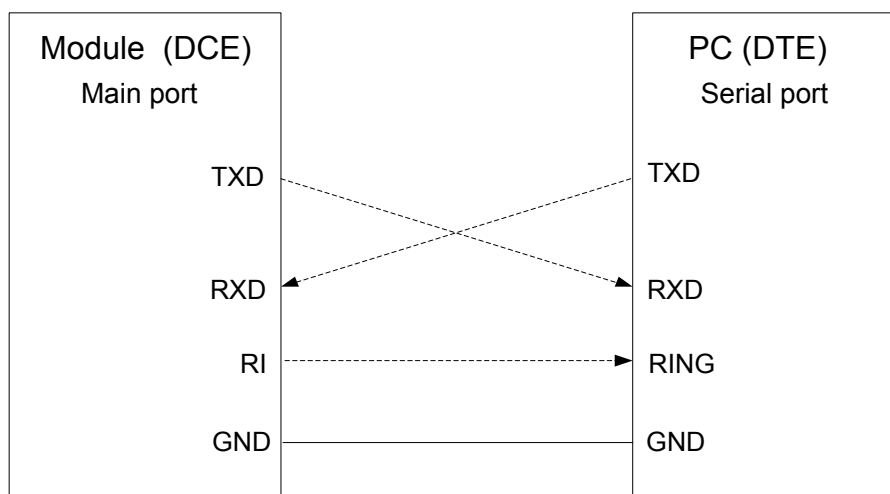 Module (DCE)
Main port
TXD
RXD
RI
GND
PC (DTE)
Serial port
TXD
RXD
RING
GND